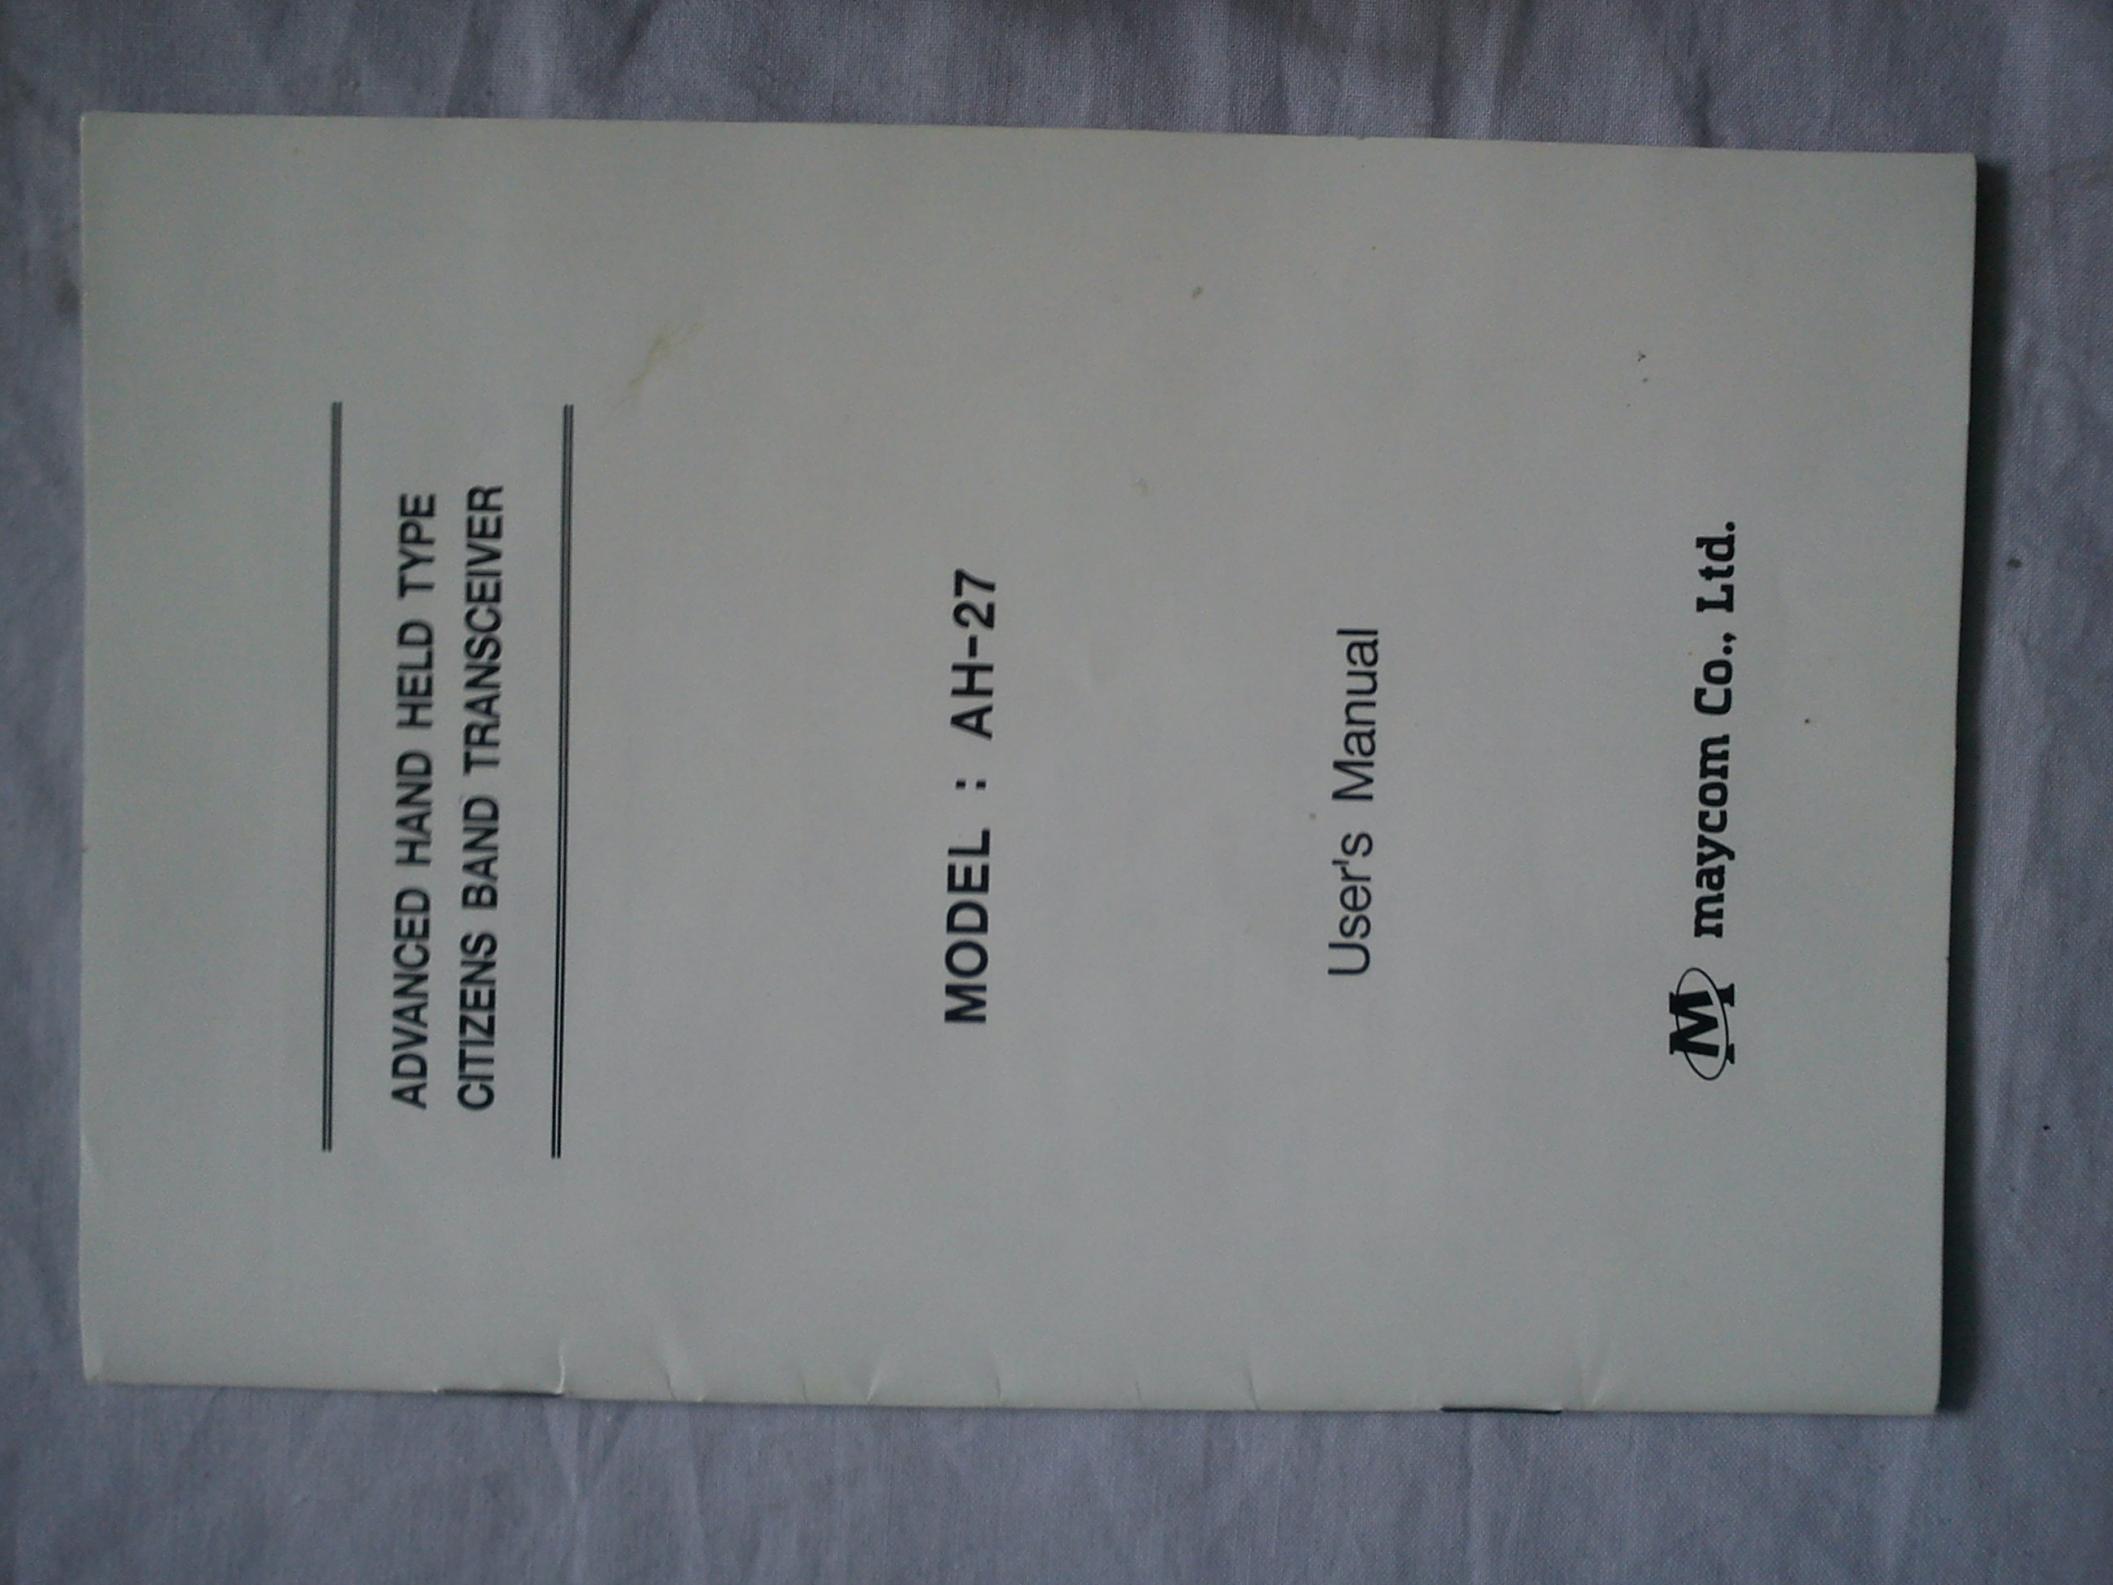 ADVANCED HAND HELD TYPE
CITIZENS BAND TRANSCEIVER
MODEL : AH-27
User's Manual
M maycom Co., Ltd.